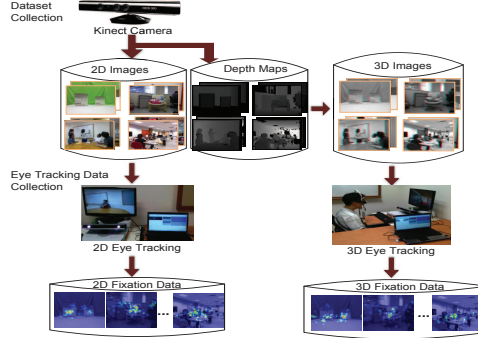 Dataset
Collection
Kinect Camera
2D Images
Depth Maps
3D Images
Eye Tracking Data
Collection
2D Eye Tracking
3D Eye Tracking
2D Fixation Data
3D Fixation Data
...
...